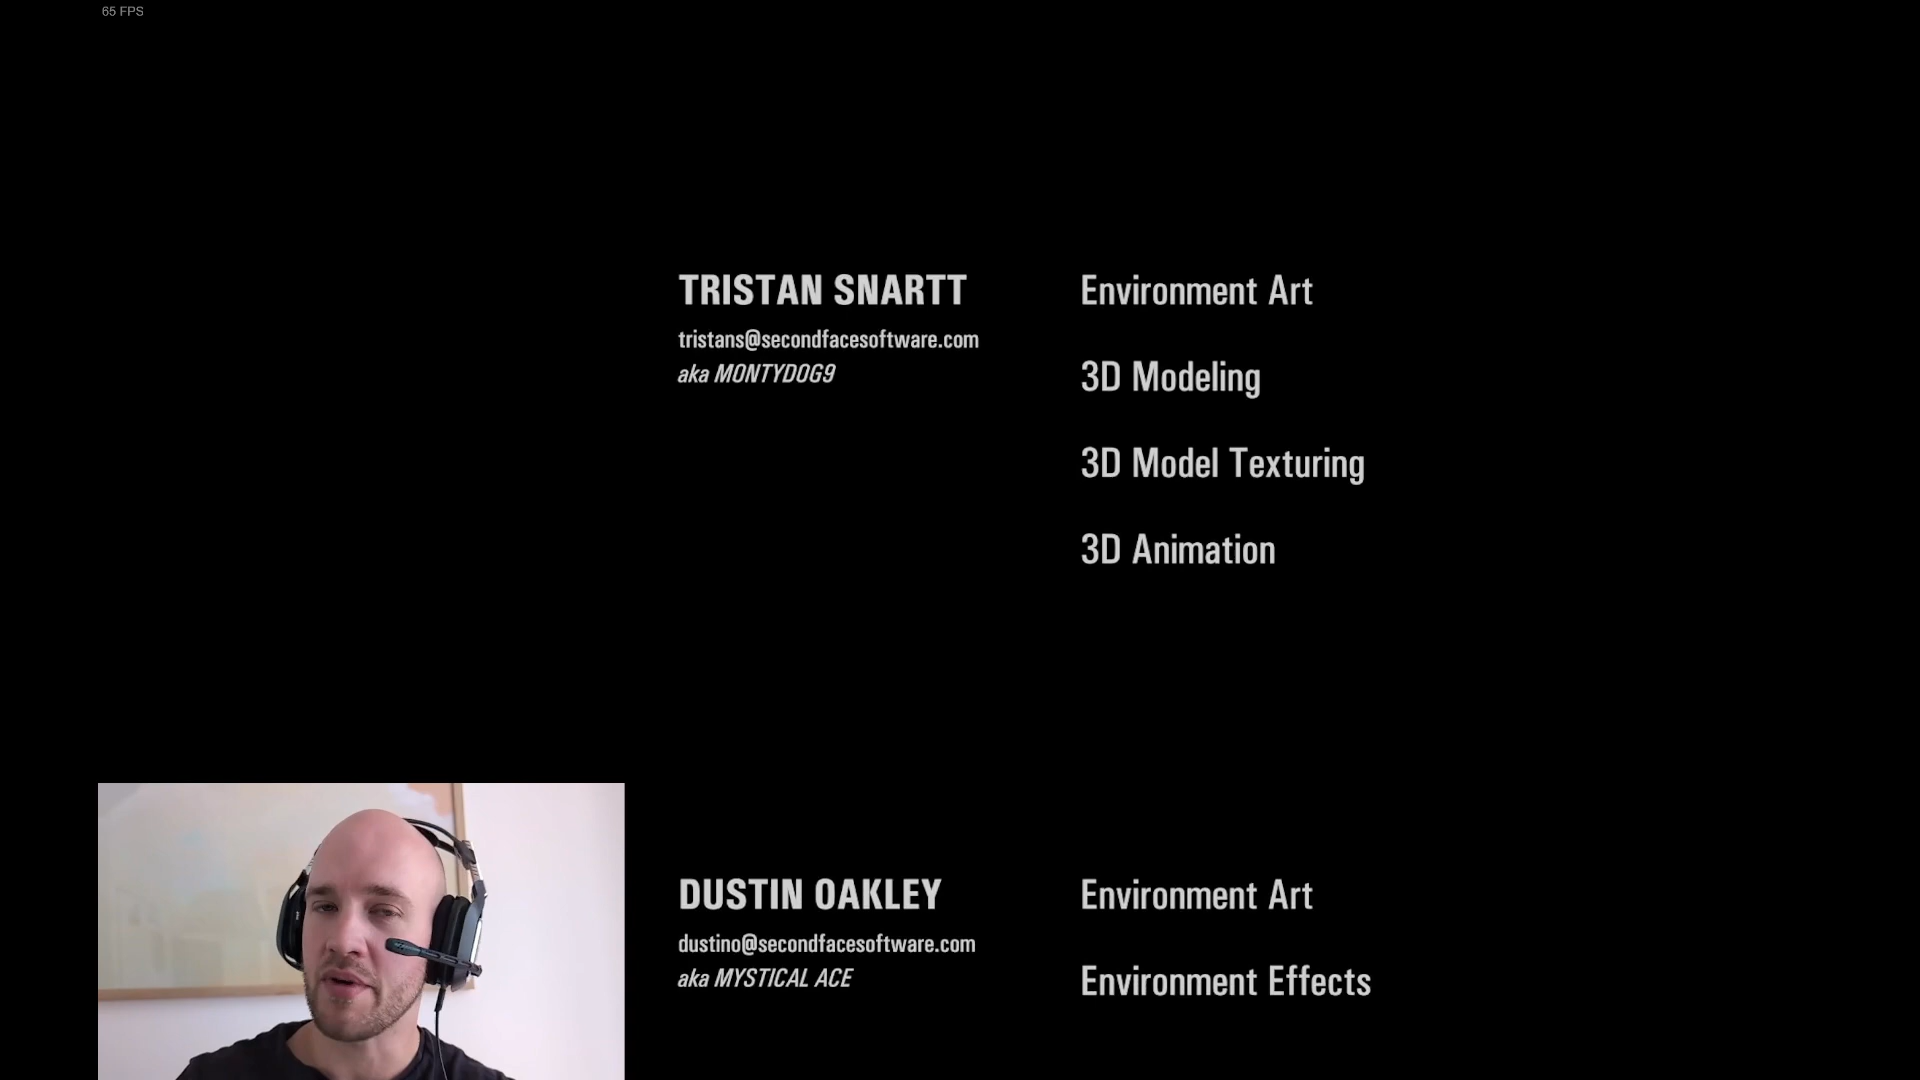 65 FPS
TRISTAN SNARTT
tristans@secondfacesoftware.com
aka MONTYDOG9
Environment Art
3D Modeling
3D Model Texturing
3D Animation
DUSTIN OAKLEY
dustino@secondfacesoftware.com
aka MYSTICAL ACE
Environment Art
Environment Effects